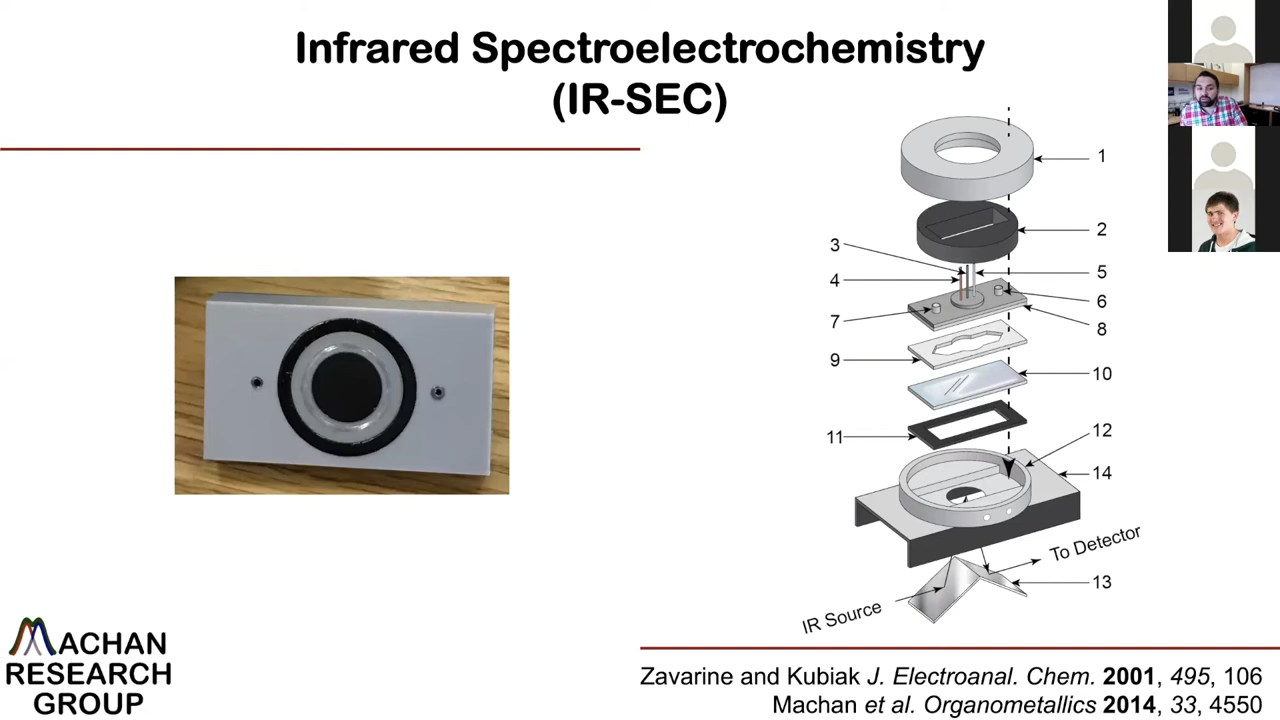 Infrared Spectroelectrochemistry
(IR-SEC)
1
2
3
4
5
6
7
8
9
10
11
12
14
To Detector
13
IR Source
MACHAN
RESEARCH
GROUP
Zavarine and Kubiak J. Electroanal. Chem. 2001, 495, 106
Machan et al. Organometallics 2014, 33, 4550